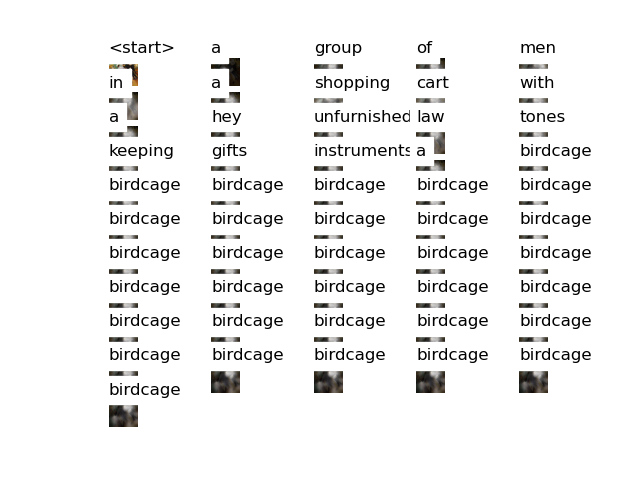 <start> a group of men
in a shopping cart with
a hey unfurnished law tones
keeping gifts instruments a birdcage
birdcage birdcage birdcage birdcage birdcage
birdcage birdcage birdcage birdcage birdcage
birdcage birdcage birdcage birdcage birdcage
birdcage birdcage birdcage birdcage birdcage
birdcage birdcage birdcage birdcage birdcage
birdcage birdcage birdcage birdcage birdcage
birdcage